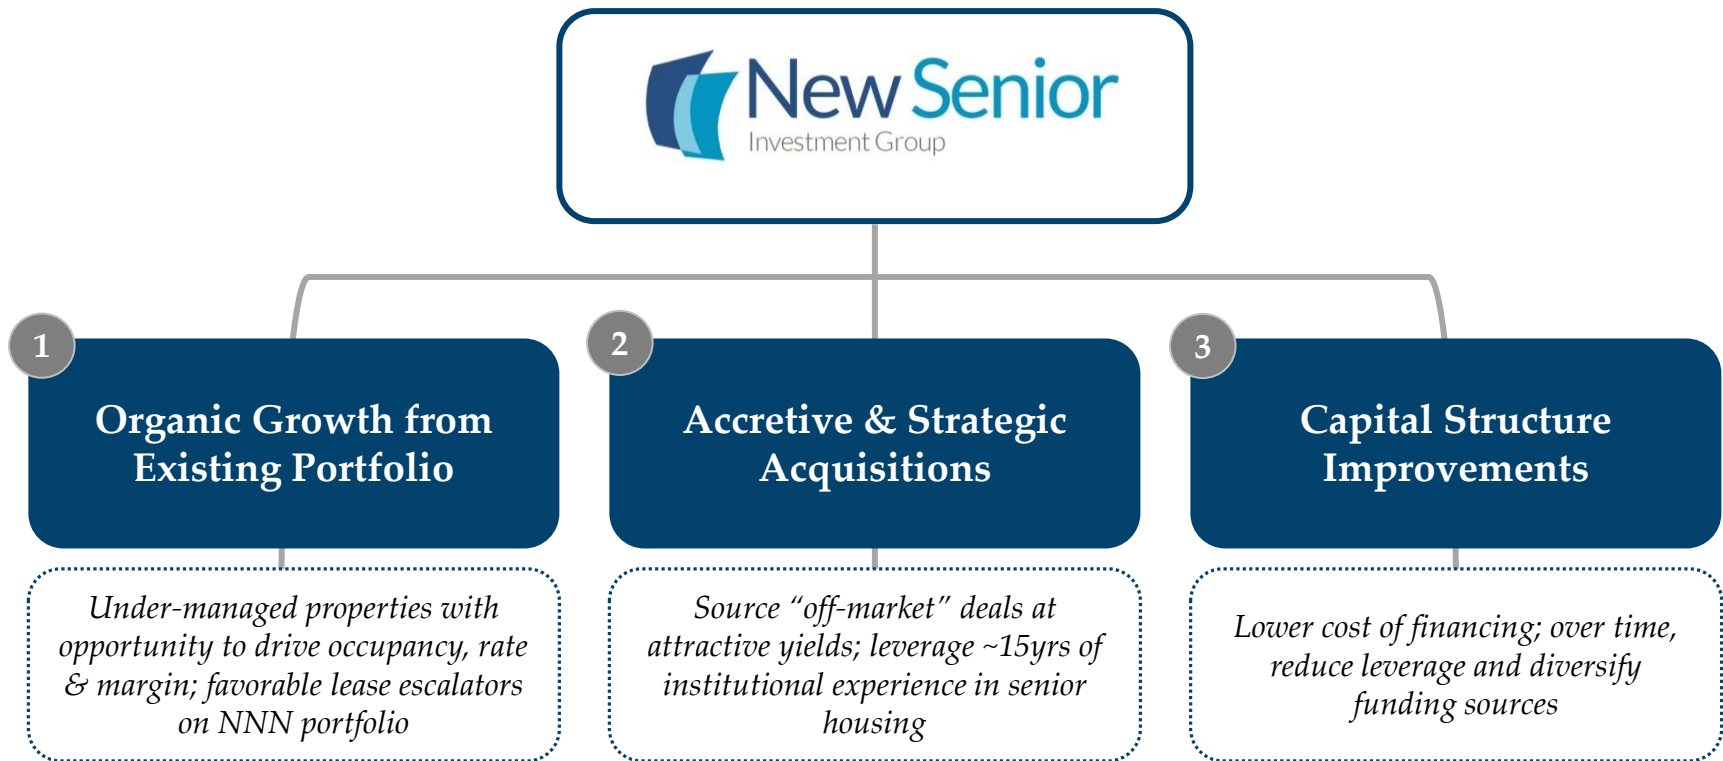 New Senior
Investment Group
1
Organic Growth from
Existing Portfolio
Under-managed properties with
opportunity to drive occupancy, rate
& margin; favorable lease escalators
on NNN portfolio
2
Accretive & Strategic
Acquisitions
Source “off-market” deals at
attractive yields; leverage ~15yrs of
institutional experience in senior
housing
3
Capital Structure
Improvements
Lower cost of financing; over time,
reduce leverage and diversify
funding sources